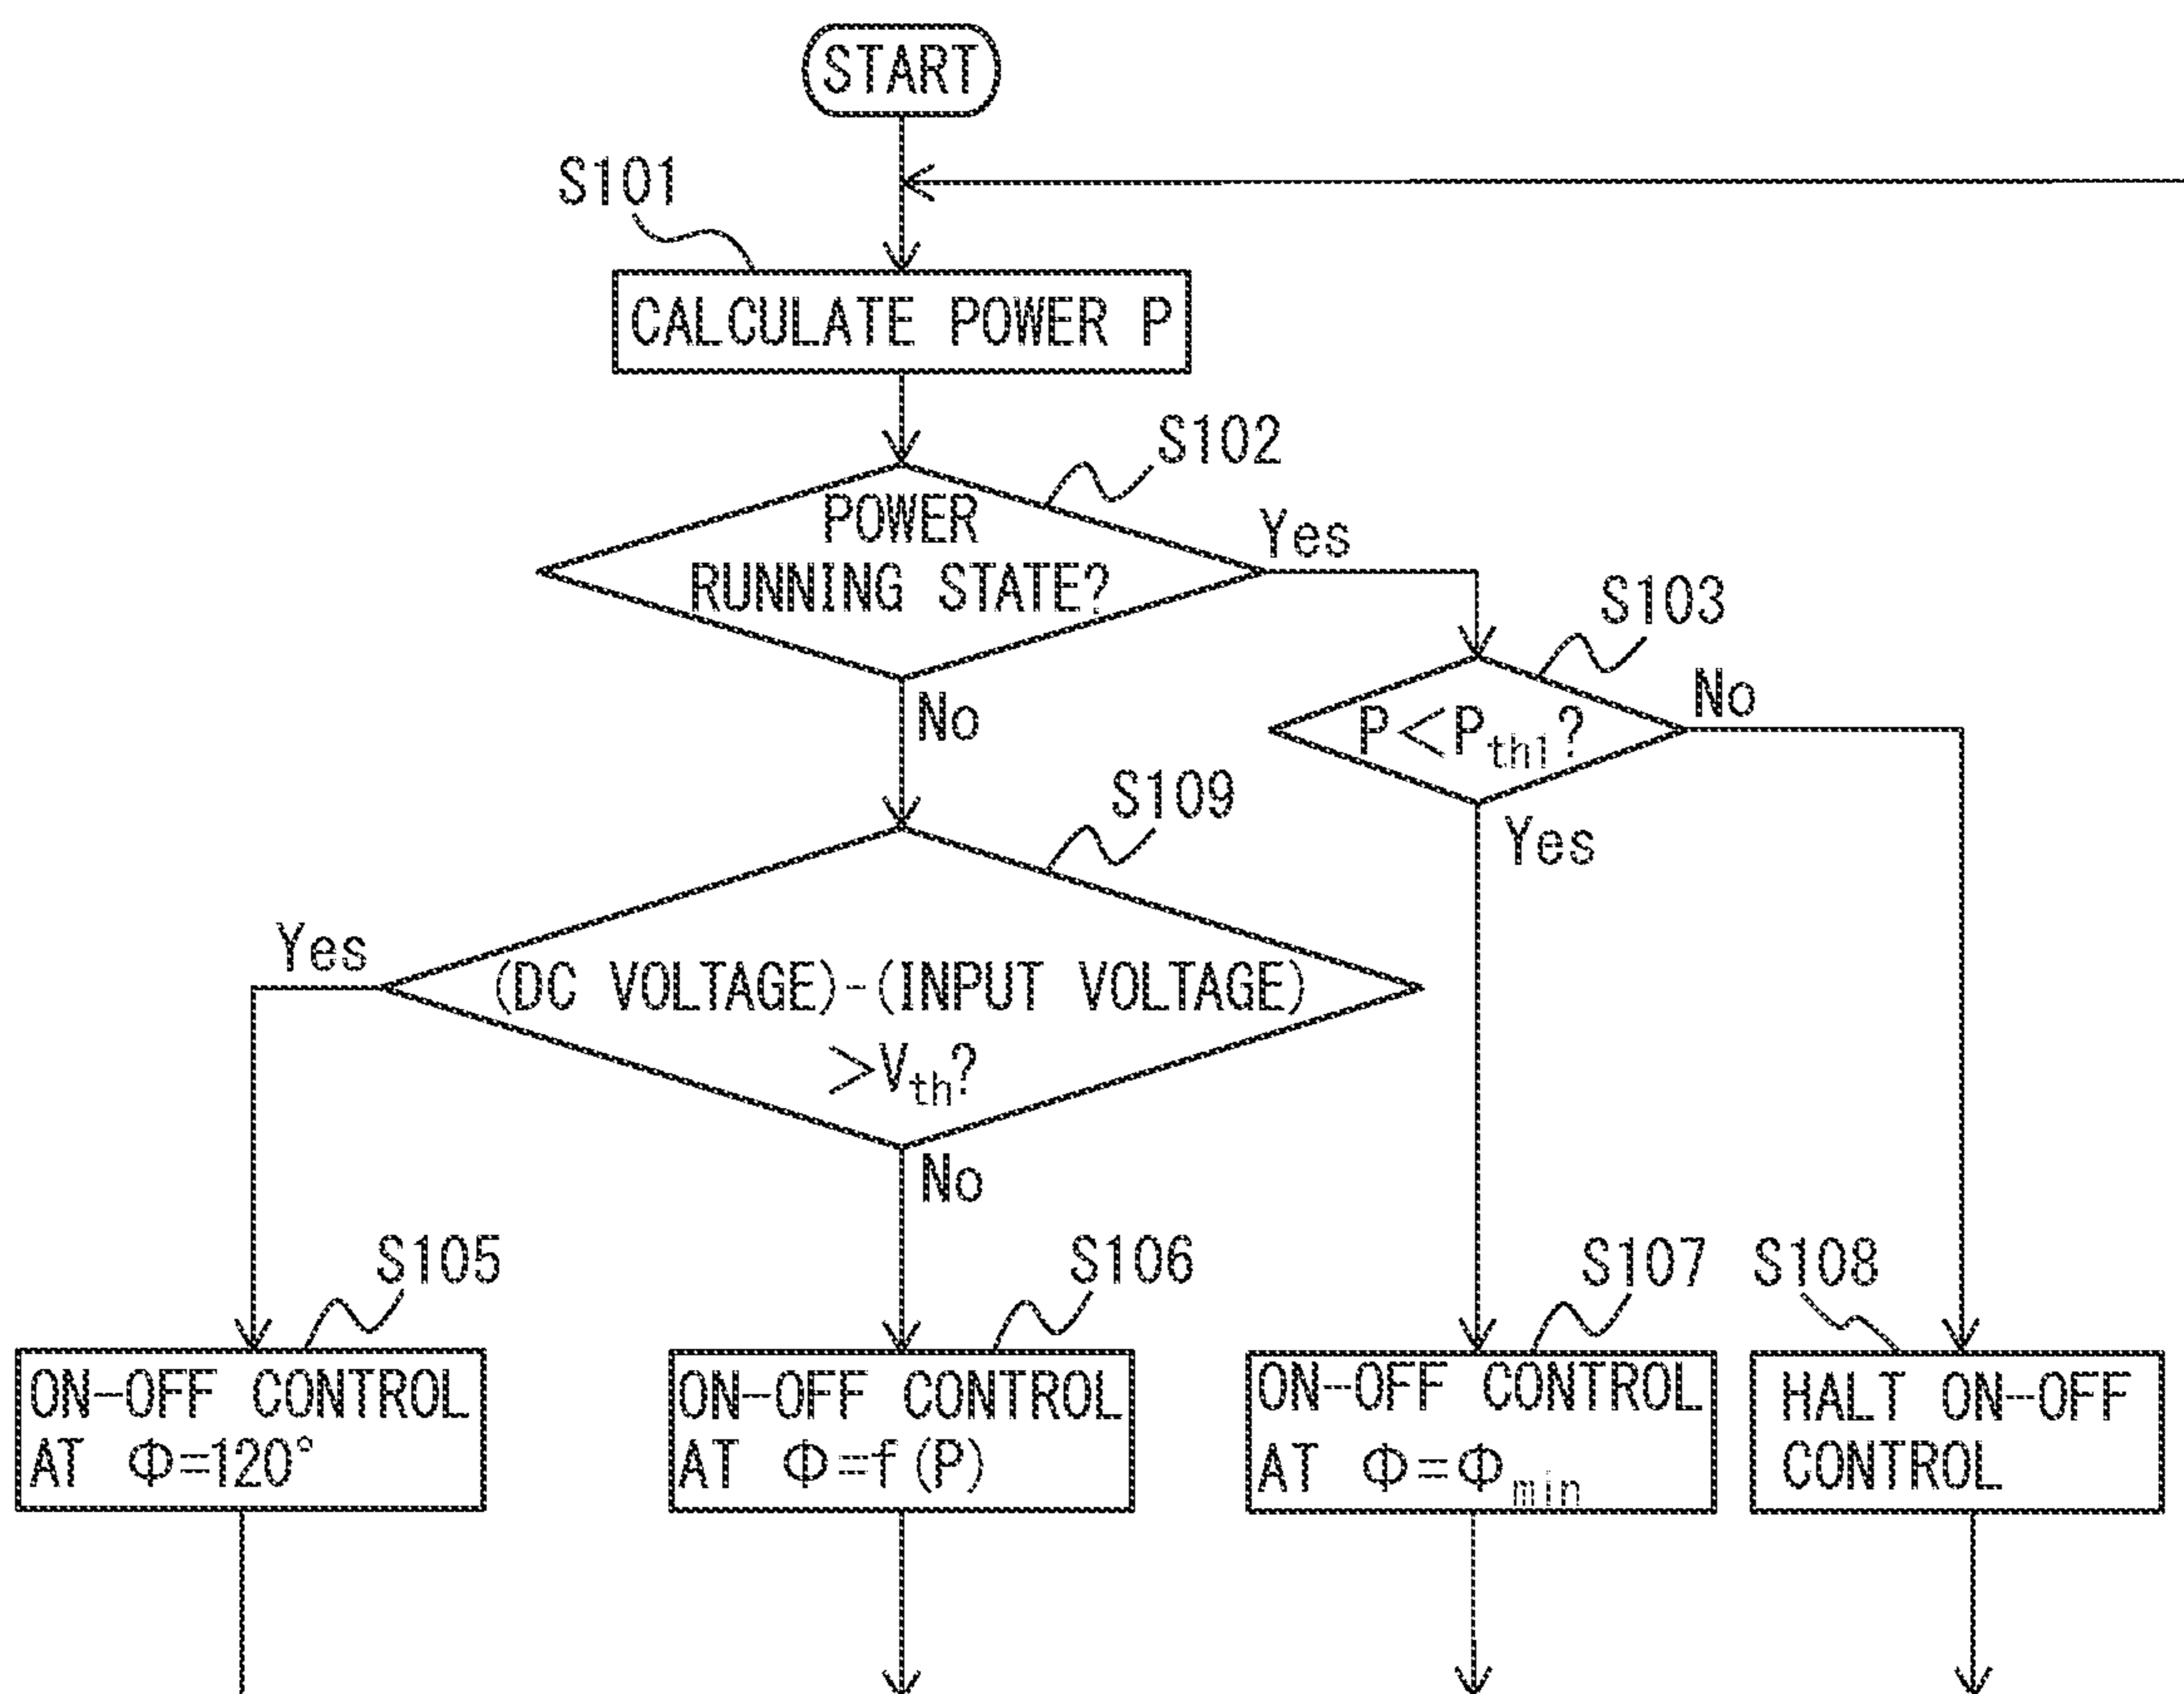 START
S101
CALCULATE POWER P
S102
POWER
RUNNING STATE?
Yes
No
S103
P<Pth1?
No
Yes
S109
(DC VOLTAGE)-(INPUT VOLTAGE)
>Vth?
Yes
No
S105
ON-OFF CONTROL
AT Φ=120°
S106
ON-OFF CONTROL
AT Φ=f(P)
S107
ON-OFF CONTROL
AT Φ=Φmin
S108
HALT ON-OFF
CONTROL